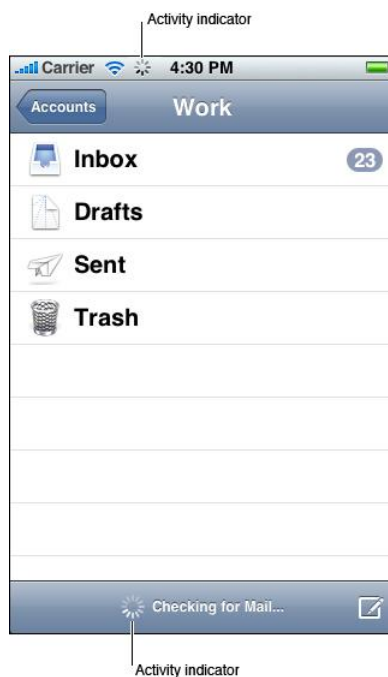 Activity indicator
Carrier 4:30 PM
Accounts Work
Inbox 23
Drafts
Sent
Trash
Checking for Mail...
Activity indicator